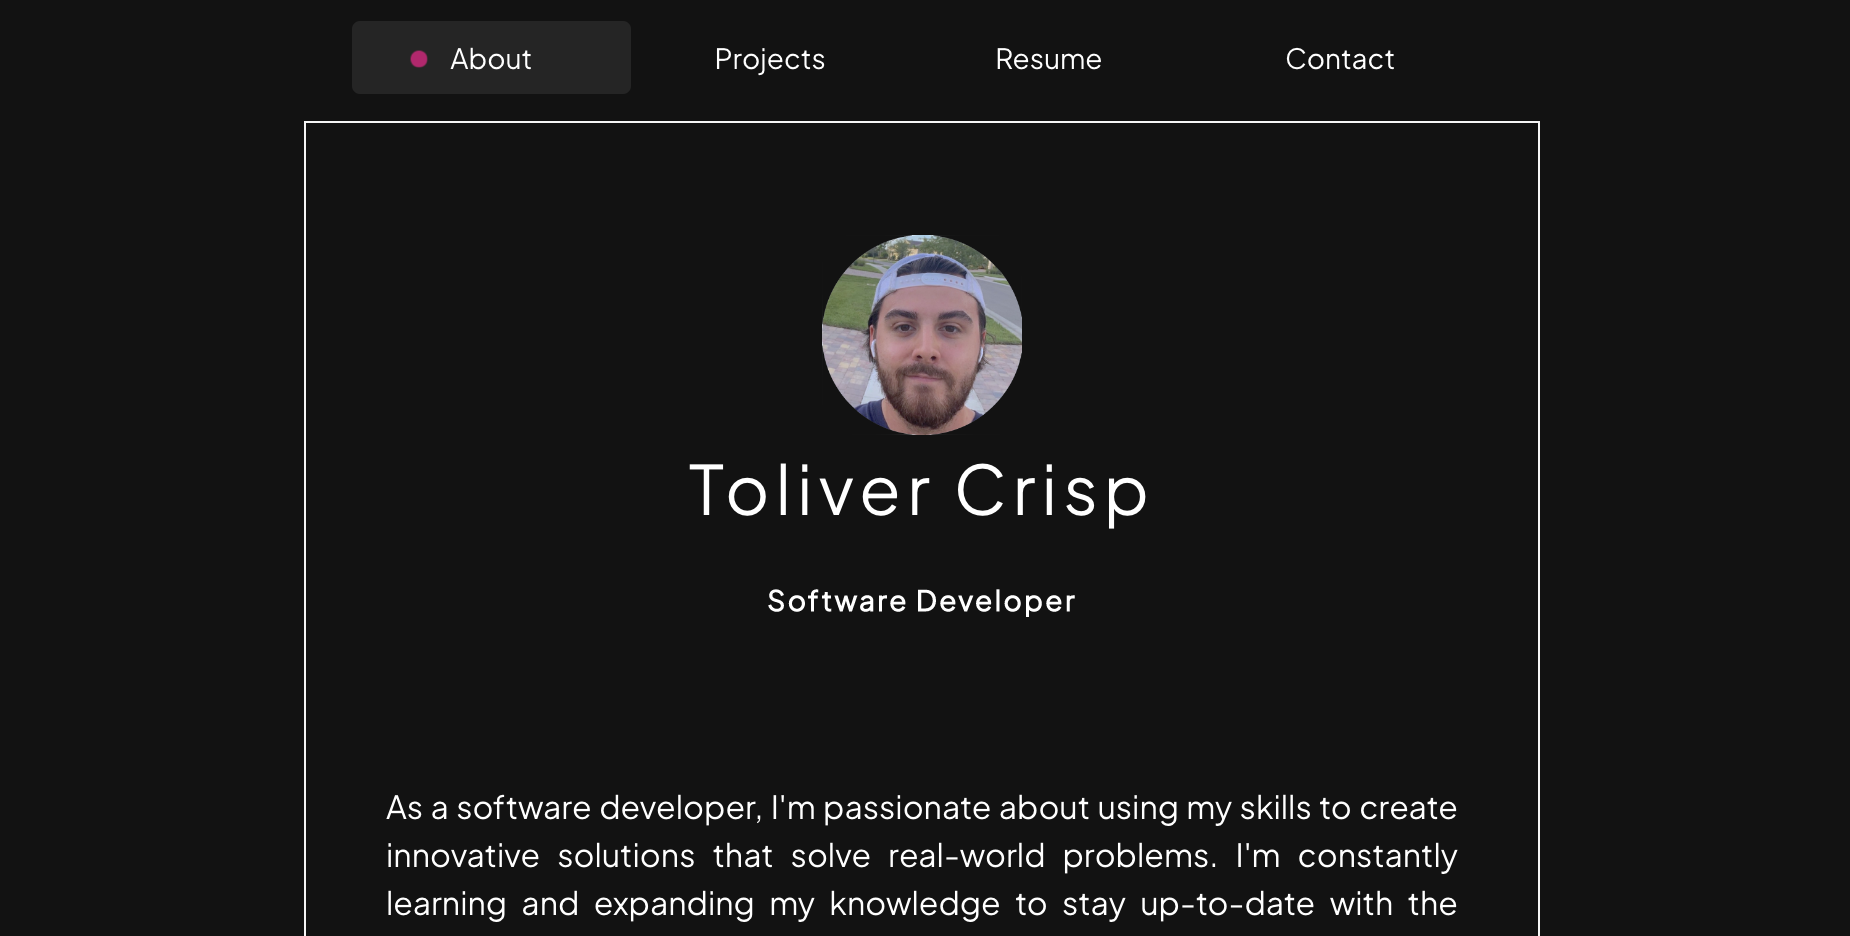 About
Projects
Resume
Contact
Toliver Crisp
Software Developer
As a software developer, I'm passionate about using my skills to create
innovative solutions that solve real-world problems. I'm constantly
learning and expanding my knowledge to stay up-to-date with the